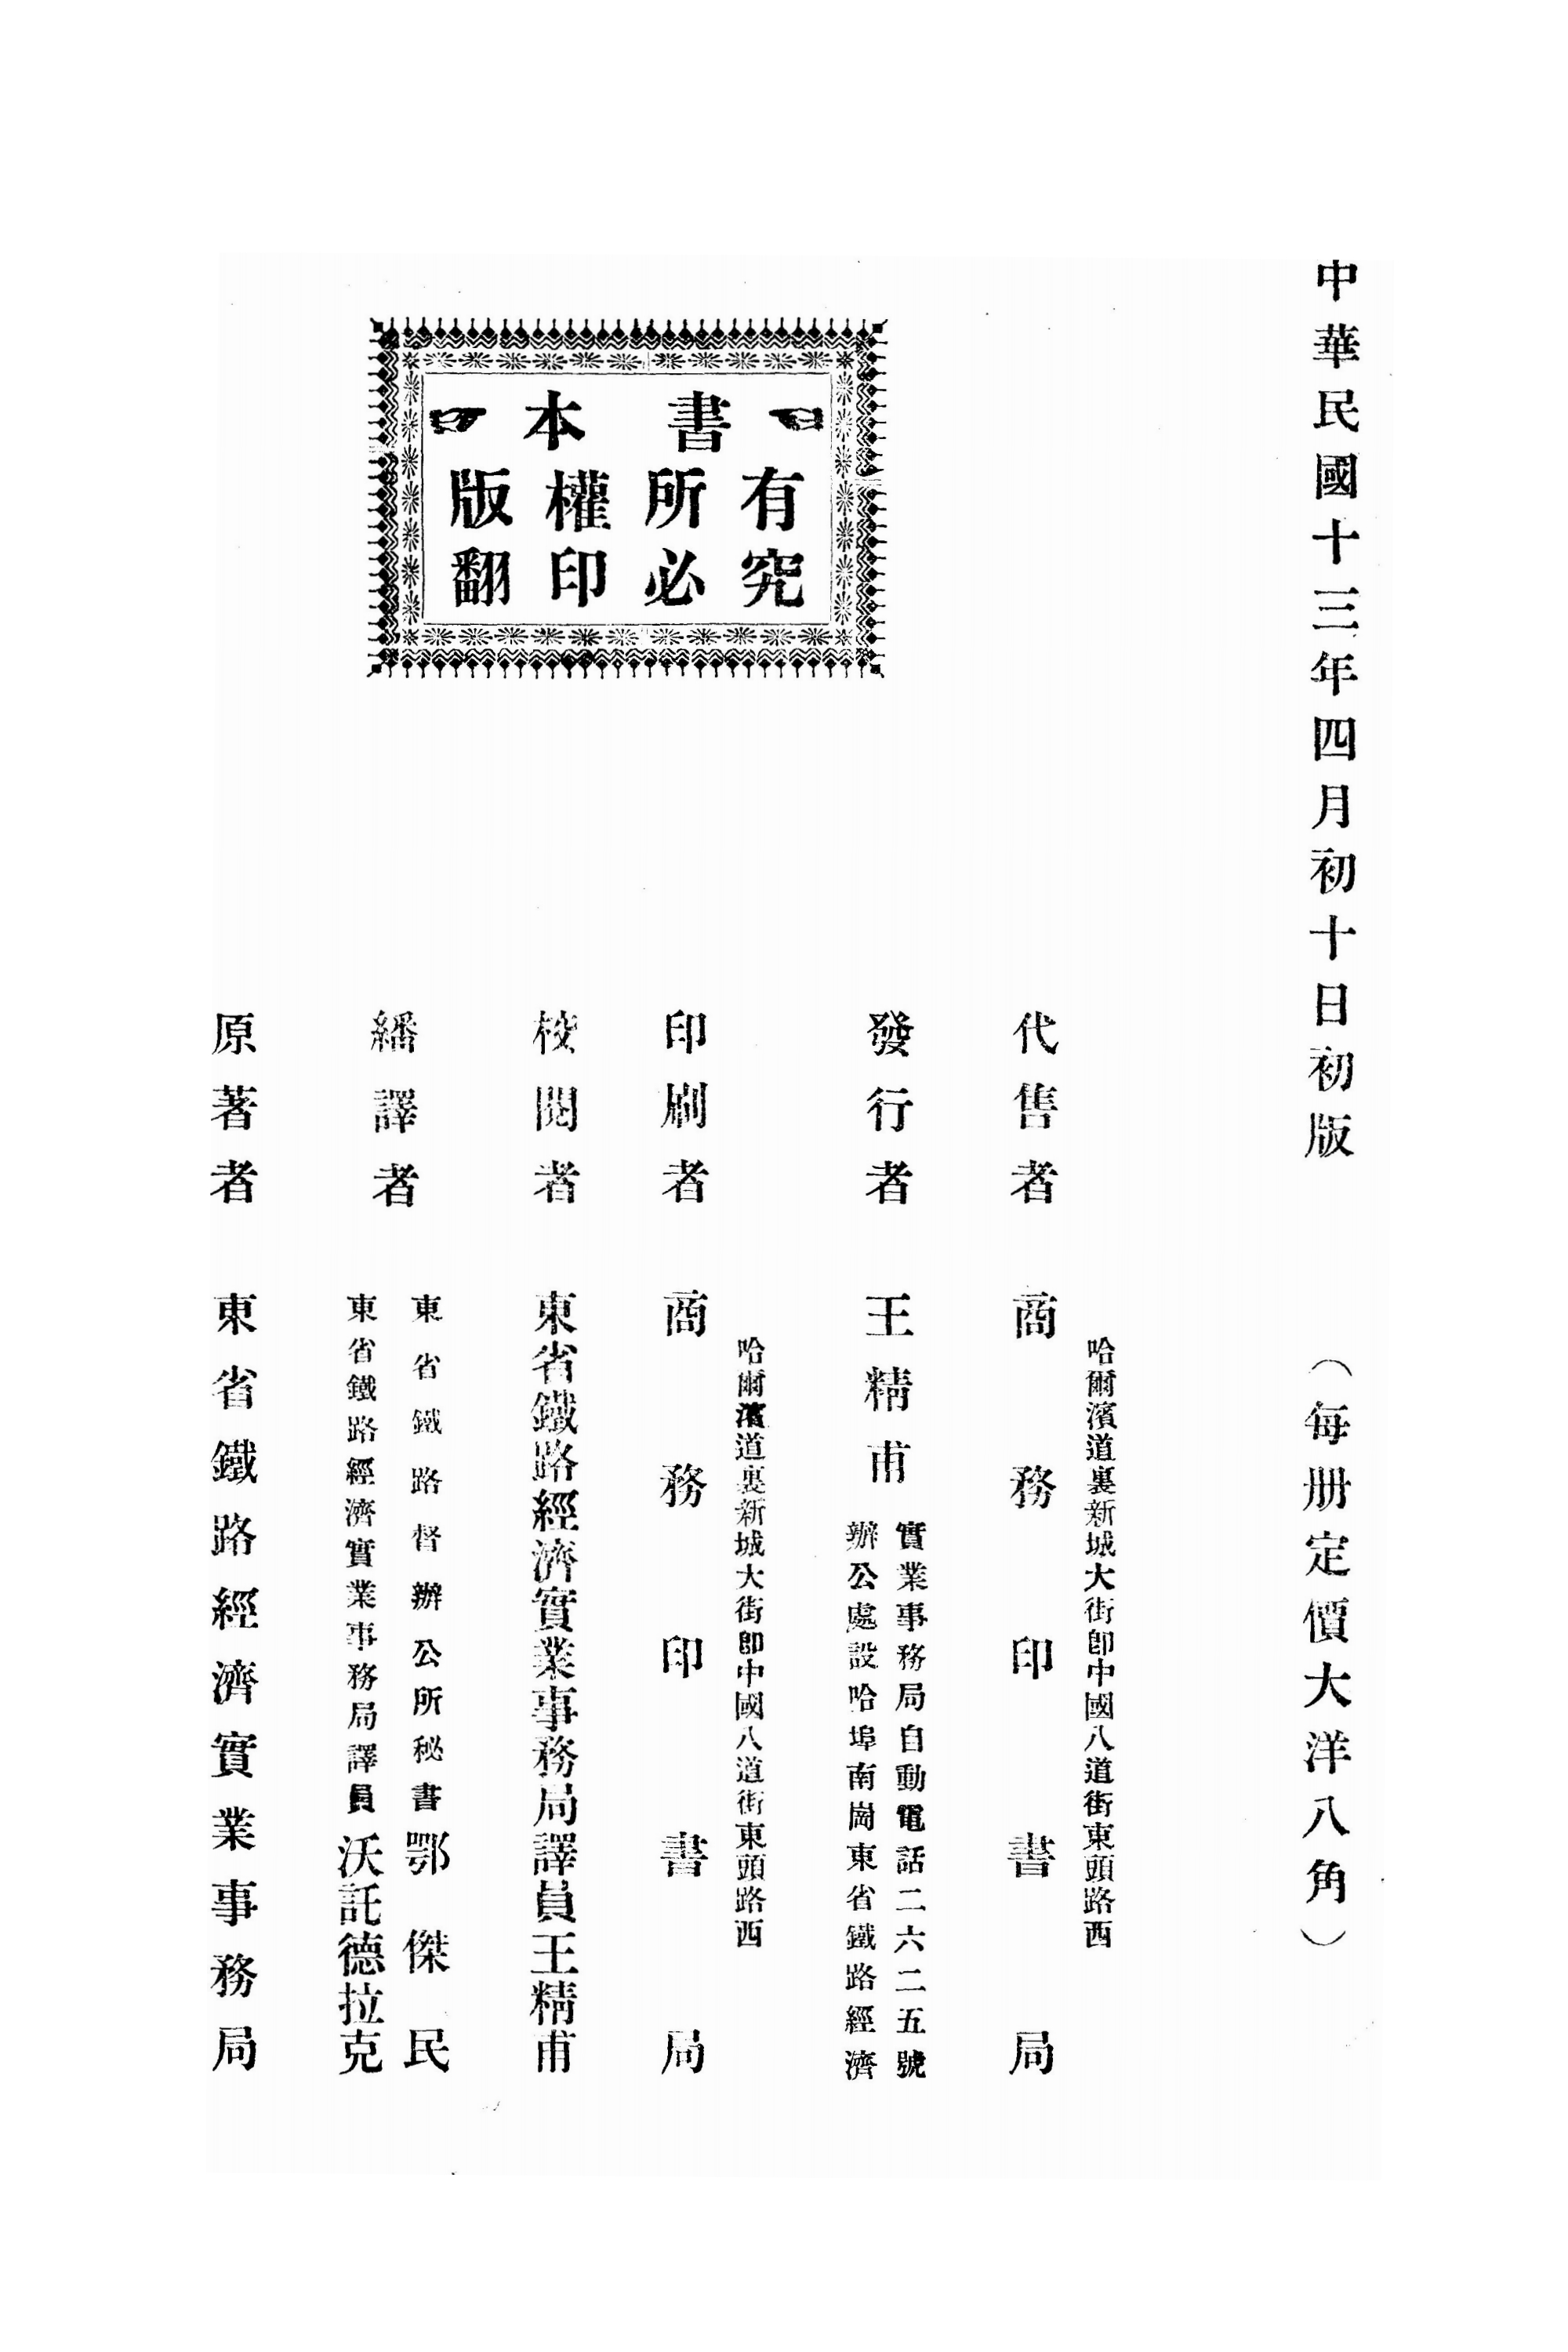 本書
版權所有
翻印必究
原著者 東省鐵路經濟實業事務局
繙譯者
東省鐵路經濟實業事務局譯員 沃託德拉克
東省鐵路督辦公所秘書 鄂傑民
校閱者 東省鐵路經濟實業事務局譯員王精甫
印刷者 商務印書局
哈爾濱道裏新城大街卽中國八道街東頭路西
發行者 王精甫
辦公處設哈埠南崗東省鐵路經濟
實業事務局自動電話二六二五號
代售者 商務印書局
哈爾濱道裏新城大街卽中國八道街東頭路西
中華民國十三年四月初十日初版 （每册定價大洋八角）